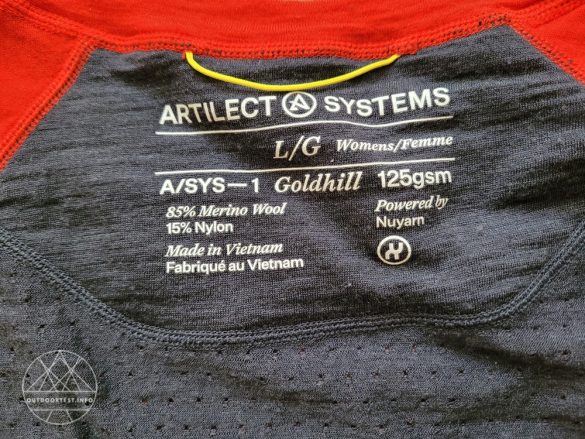 ARTILECT A SYSTEMS
L/G Womens/Femme
A/SYS—1 Goldhill 125gsm
85% Merino Wool
15% Nylon
Powered by
Nuyarn
Made in Vietnam
Fabriqué au Vietnam
OUTDOORTEST.INFO